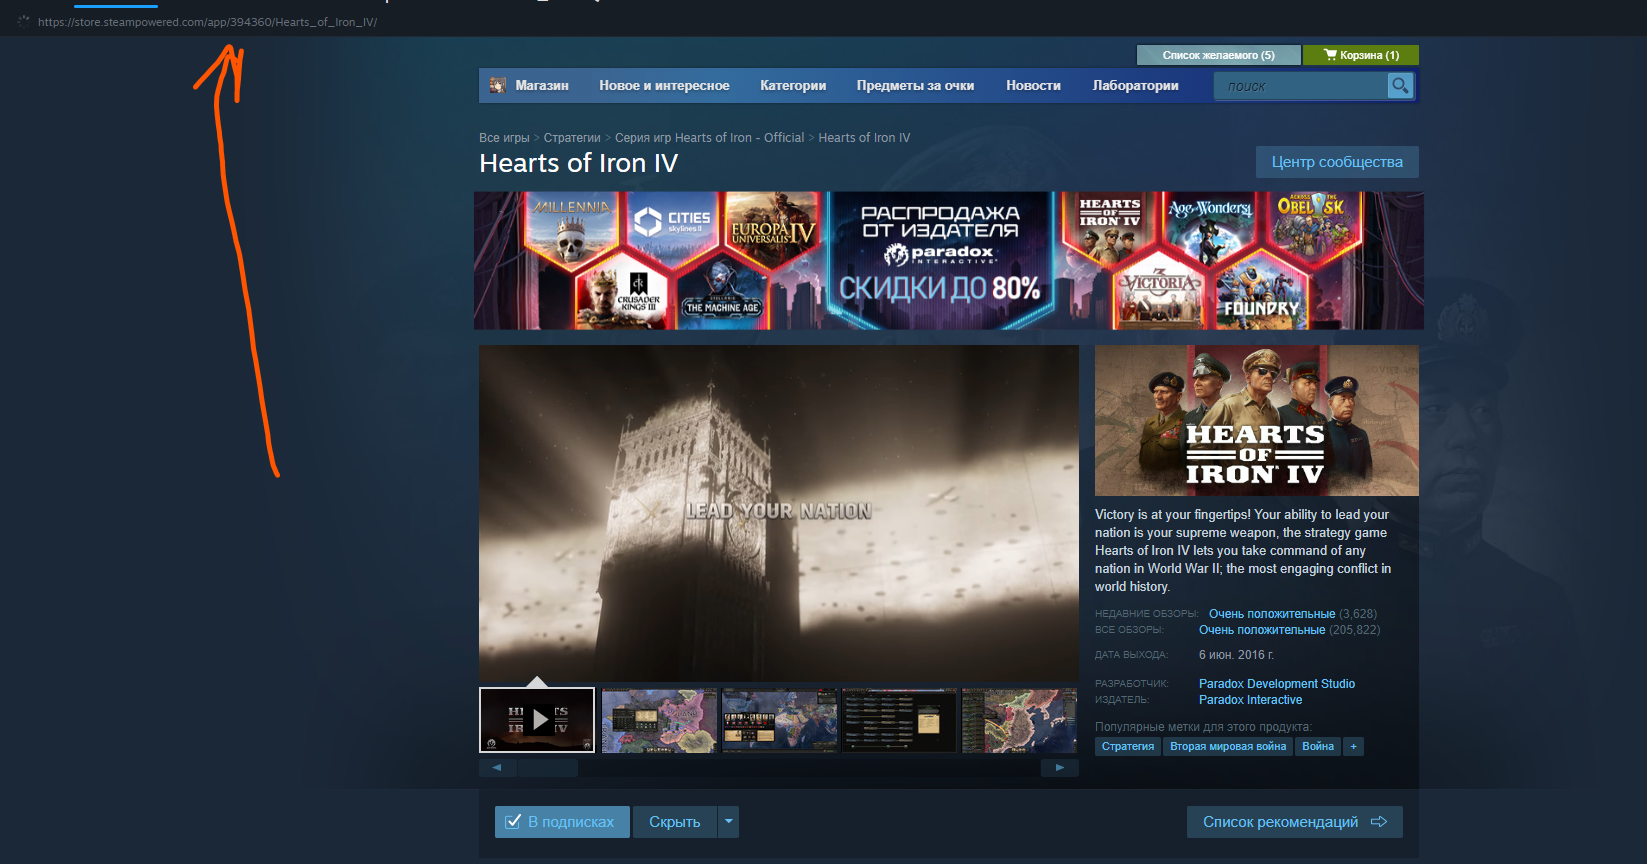 https://store.steampowered.com/app/394360/Hearts_of_Iron_IV/
Список желаемого (5)
Корзина (1)
Магазин
Новое и интересное
Категории
Предметы за очки
Новости
Лаборатории
поиск
Все игры > Стратегии > Серия игр Hearts of Iron - Official > Hearts of Iron IV
Hearts of Iron IV
Центр сообщества
MILLENNIA
CITIES
skylines II
EUROPA
UNIVERSALIS IV
CRUSADER
KINGS III
STELLARIS
THE MACHINE AGE
РАСПРОДАЖА
ОТ ИЗДАТЕЛЯ
paradox
INTERACTIVE
СКИДКИ ДО 80%
HEARTS
OF
IRON IV
Age of Wonders 4
ACROSS THE
OBELISK
VICTORIA
3
FOUNDRY
LEAD YOUR NATION
HEARTS
OF
IRON IV
Victory is at your fingertips! Your ability to lead your
nation is your supreme weapon, the strategy game
Hearts of Iron IV lets you take command of any
nation in World War II; the most engaging conflict in
world history.
НЕДАВНИЕ ОБЗОРЫ: Очень положительные (3,628)
ВСЕ ОБЗОРЫ: Очень положительные (205,822)
ДАТА ВЫХОДА: 6 июн. 2016 г.
РАЗРАБОТЧИК: Paradox Development Studio
ИЗДАТЕЛЬ: Paradox Interactive
Популярные метки для этого продукта:
Стратегия
Вторая мировая война
Война
+
В подписках
Скрыть
Список рекомендаций